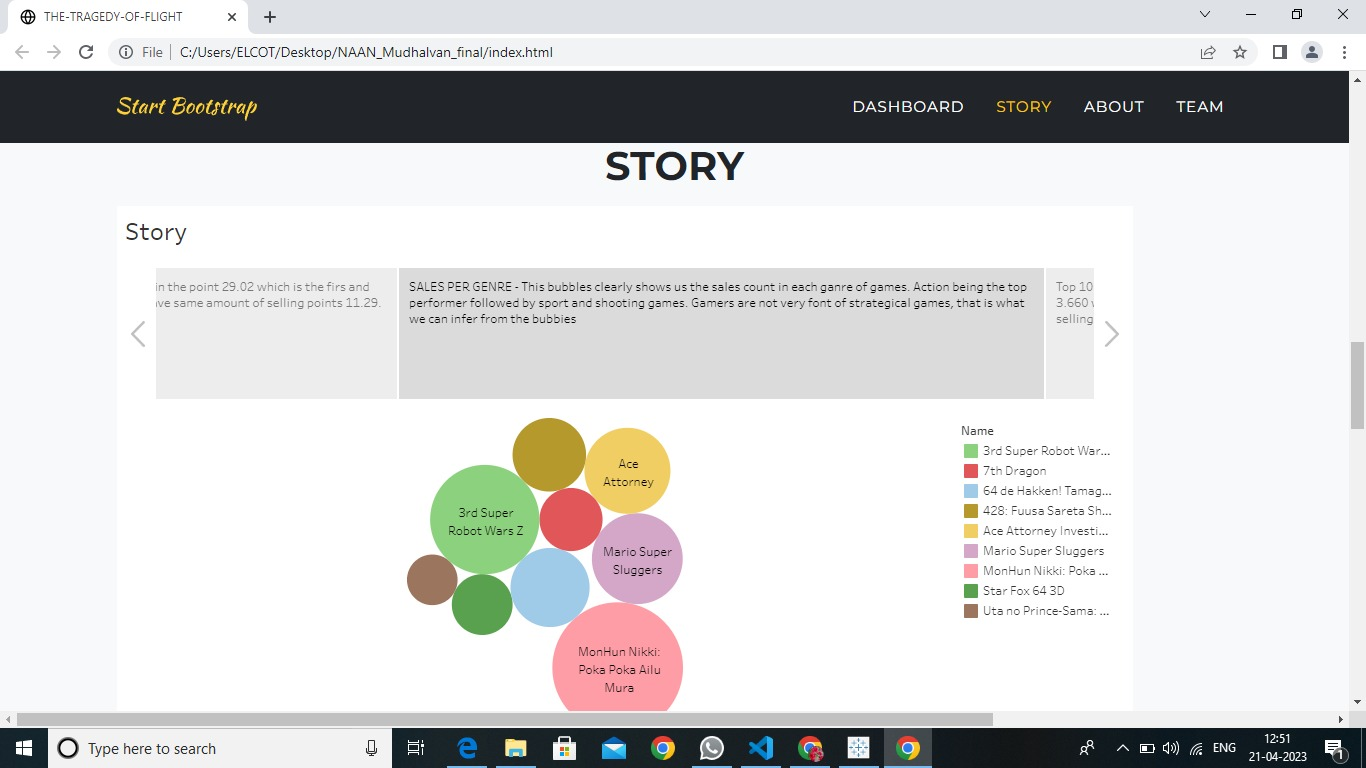 THE-TRAGEDY-OF-FLIGHT
File
C:/Users/ELCOT/Desktop/NAAN_Mudhalvan_final/index.html
Start Bootstrap
DASHBOARD
STORY
ABOUT
TEAM
STORY
Story
in the point 29.02 which is the firs and
ve same amount of selling points 11.29.
SALES PER GENRE - This bubbles clearly shows us the sales count in each ganre of games. Action being the top
performer followed by sport and shooting games. Gamers are not very font of strategical games, that is what
we can infer from the bubbies
Top 10
3.660
selling
Ace
Attorney
3rd Super
Robot Wars Z
Mario Super
Sluggers
MonHun Nikki:
Poka Poka Ailu
Mura
Name
3rd Super Robot War...
7th Dragon
64 de Hakken! Tamag...
428: Fuusa Sareta Sh...
Ace Attorney Investi...
Mario Super Sluggers
MonHun Nikki: Poka ...
Star Fox 64 3D
Uta no Prince-Sama: ...
Type here to search
ENG
12:51
21-04-2023
1